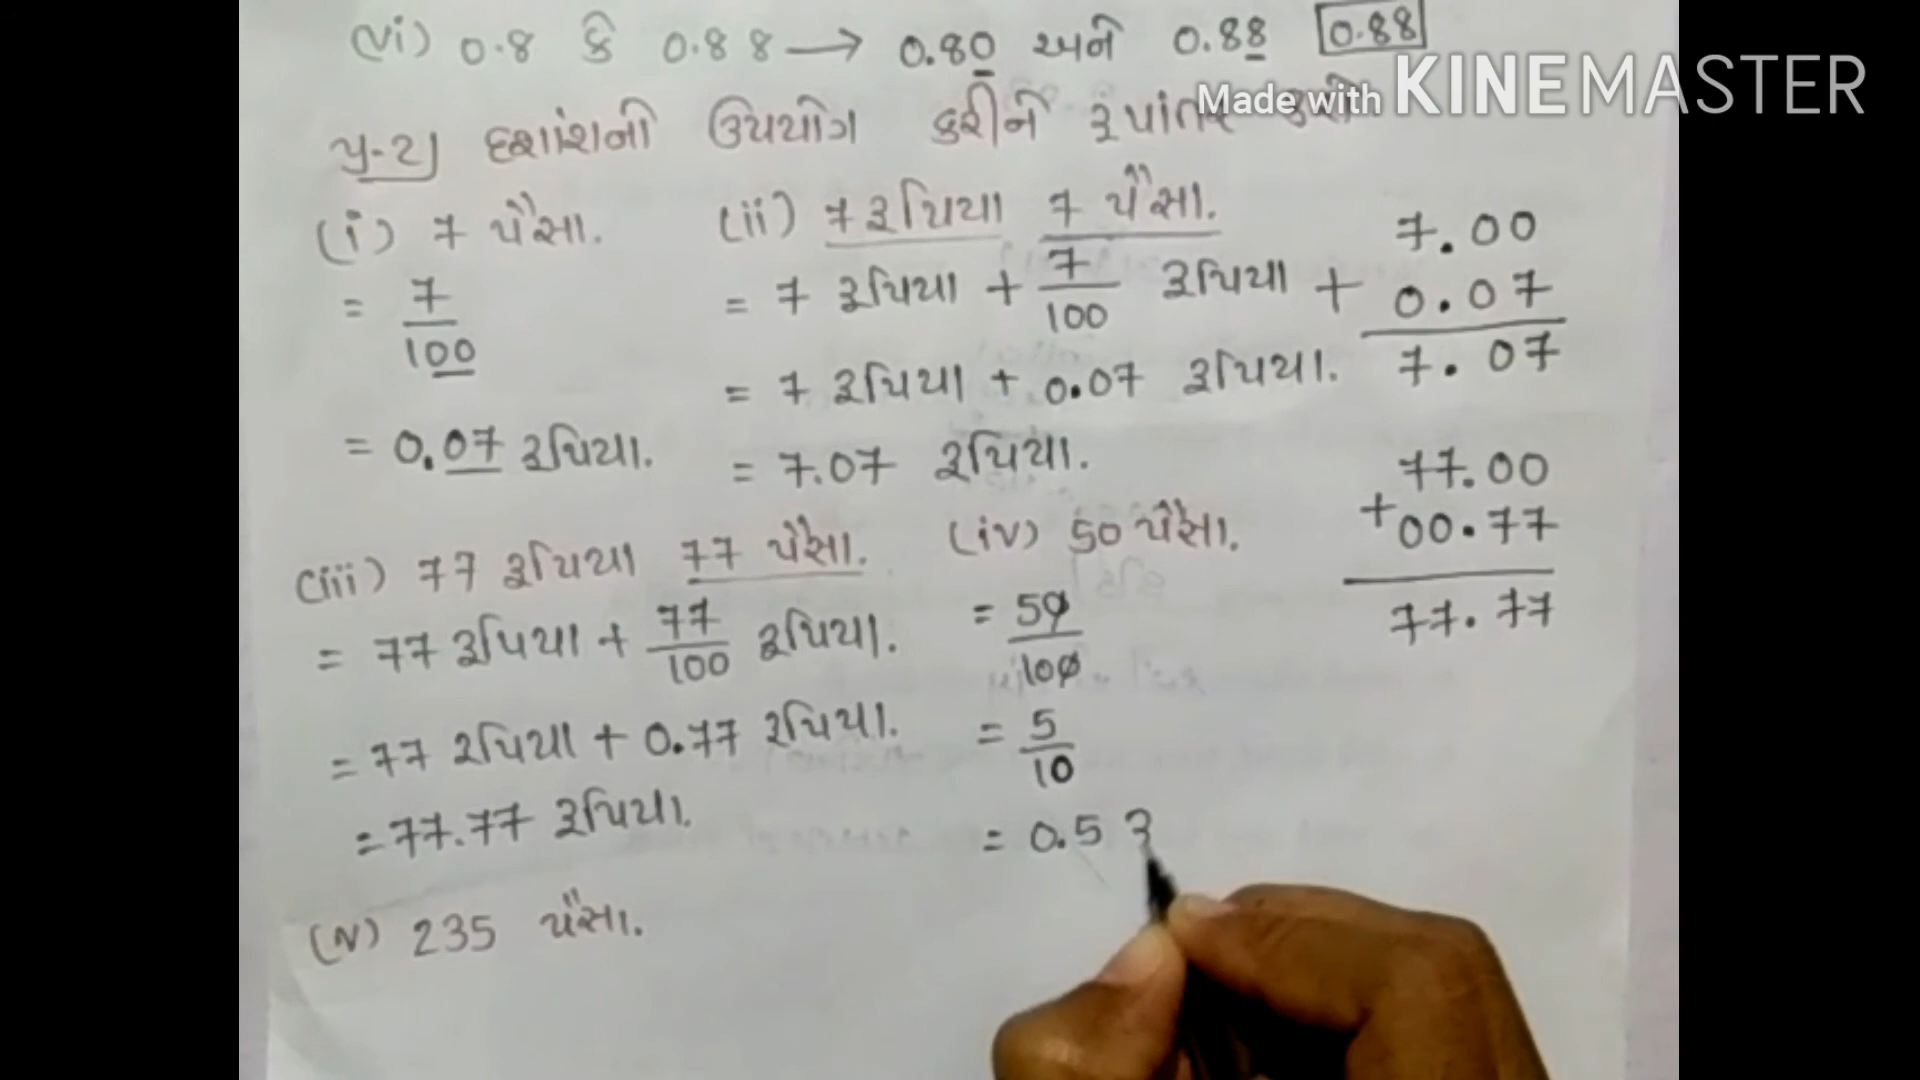 (vi) 0.8 કે 0.88 → 0.80 અને 0.88 0.88
Made with KINEMASTER
પ્ર-2) દશાંશનો ઉપયોગ કરીને રૂપાંતર કરો
(i) 7 પૈસા.
= 7/100
= 0.07 રૂપિયા.
(ii) 7 રૂપિયા 7 પૈસા.
= 7 રૂપિયા + 7/100 રૂપિયા
= 7 રૂપિયા + 0.07 રૂપિયા.
= 7.07 રૂપિયા.
7.00
+ 0.07
7.07
(iii) 77 રૂપિયા 77 પૈસા.
= 77 રૂપિયા + 77/100 રૂપિયા.
= 77 રૂપિયા + 0.77 રૂપિયા.
= 77.77 રૂપિયા.
(iv) 50 પૈસા.
= 50/100
= 5/10
= 0.5 રૂ
77.00
+ 00.77
77.77
(v) 235 પૈસા.